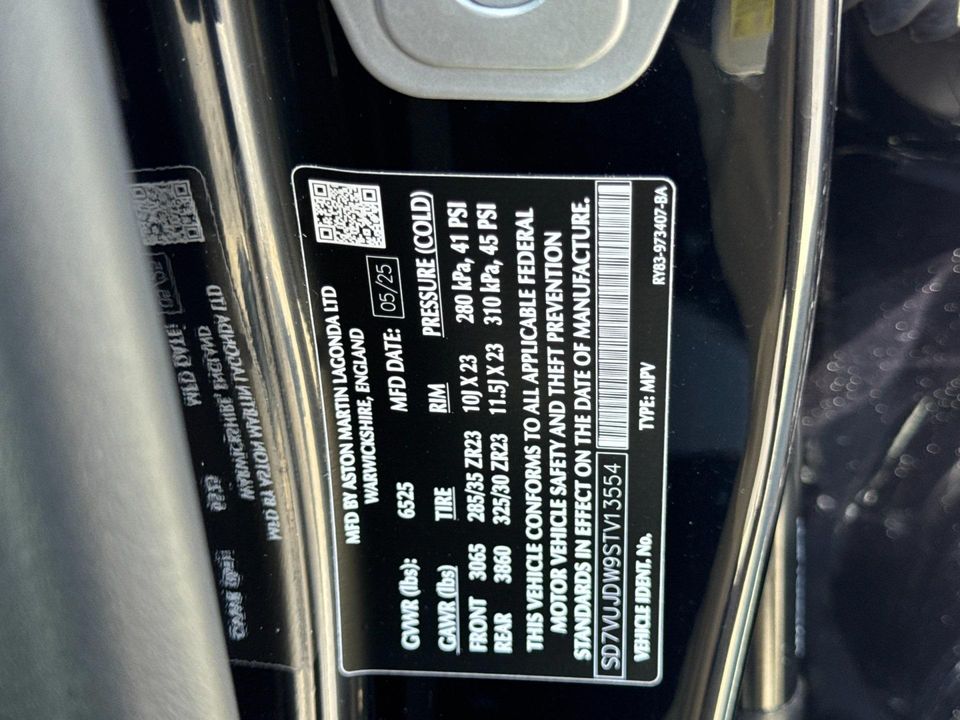 MFD BY ASTON MARTIN LAGONDA LTD
WARWICKSHIRE, ENGLAND
GVWR (lbs): 6525 MFD DATE: 05/25
GAWR (lbs) TIRE RIM PRESSURE (COLD)
FRONT 3065 285/35 ZR23 10J X 23 280 kPa, 41 PSI
REAR 3860 325/30 ZR23 11.5J X 23 310 kPa, 45 PSI
THIS VEHICLE CONFORMS TO ALL APPLICABLE FEDERAL
MOTOR VEHICLE SAFETY AND THEFT PREVENTION
STANDARDS IN EFFECT ON THE DATE OF MANUFACTURE.
SD7VUJDW9STV13554
VEHICLE IDENT. No. TYPE: MPV
RY83-973407-BA